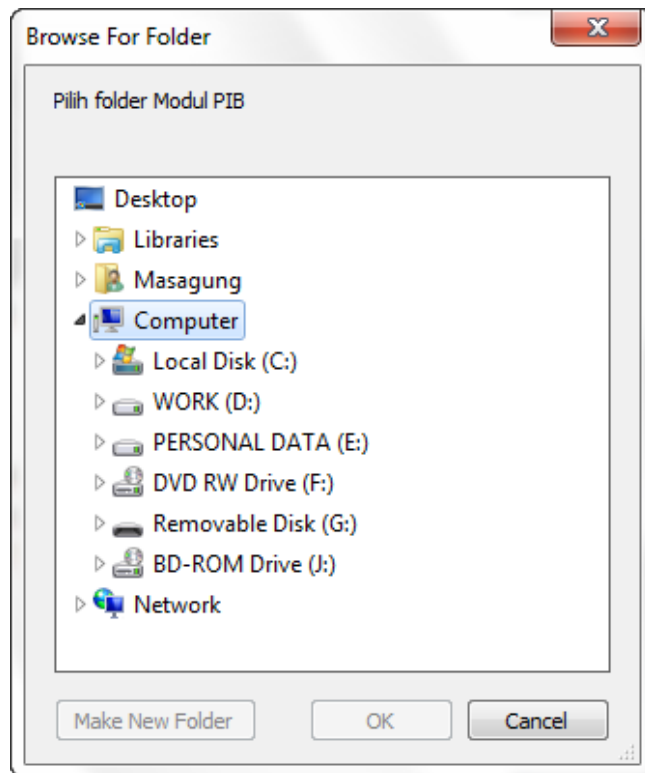 Browse For Folder
Pilih folder Modul PIB
Desktop
Libraries
Masagung
Computer
Local Disk (C:)
WORK (D:)
PERSONAL DATA (E:)
DVD RW Drive (F:)
Removable Disk (G:)
BD-ROM Drive (J:)
Network
Make New Folder OK Cancel